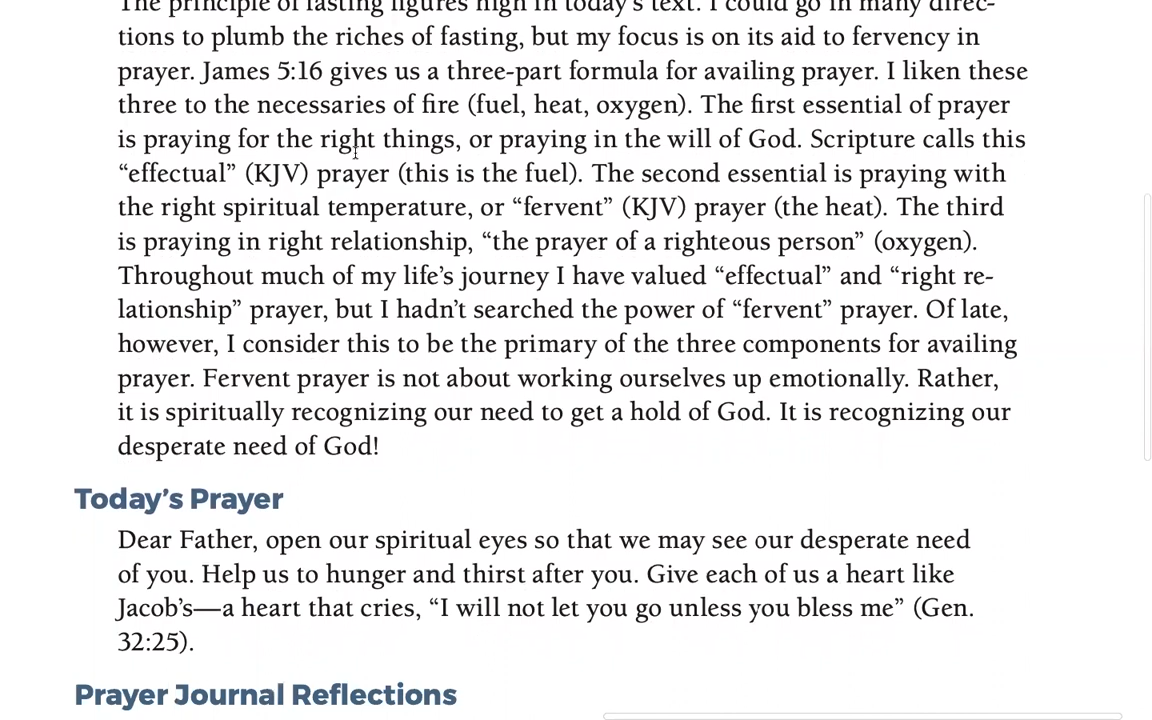 The principle of fasting figures high in today's text. I could go in many direc-
tions to plumb the riches of fasting, but my focus is on its aid to fervency in
prayer. James 5:16 gives us a three-part formula for availing prayer. I liken these
three to the necessaries of fire (fuel, heat, oxygen). The first essential of prayer
is praying for the right things, or praying in the will of God. Scripture calls this
“effectual” (KJV) prayer (this is the fuel). The second essential is praying with
the right spiritual temperature, or “fervent” (KJV) prayer (the heat). The third
is praying in right relationship, “the prayer of a righteous person” (oxygen).
Throughout much of my life’s journey I have valued “effectual” and “right re-
lationship” prayer, but I hadn’t searched the power of “fervent” prayer. Of late,
however, I consider this to be the primary of the three components for availing
prayer. Fervent prayer is not about working ourselves up emotionally. Rather,
it is spiritually recognizing our need to get a hold of God. It is recognizing our
desperate need of God!
Today’s Prayer
Dear Father, open our spiritual eyes so that we may see our desperate need
of you. Help us to hunger and thirst after you. Give each of us a heart like
Jacob’s—a heart that cries, “I will not let you go unless you bless me” (Gen.
32:25).
Prayer Journal Reflections